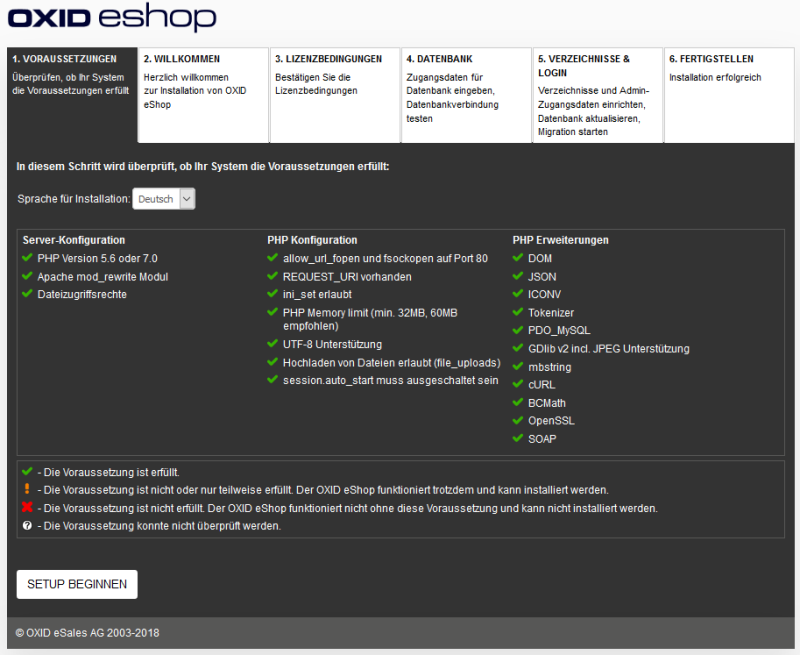 OXID eshop
1. VORAUSSETZUNGEN
Überprüfen, ob Ihr System
die Voraussetzungen erfüllt
2. WILLKOMMEN
Herzlich willkommen
zur Installation von OXID
eShop
3. LIZENZBEDINGUNGEN
Bestätigen Sie die
Lizenzbedingungen
4. DATENBANK
Zugangsdaten für
Datenbank eingeben,
Datenbankverbindung
testen
5. VERZEICHNISSE &
LOGIN
Verzeichnisse und Admin-
Zugangsdaten einrichten,
Datenbank aktualisieren,
Migration starten
6. FERTIGSTELLEN
Installation erfolgreich
In diesem Schritt wird überprüft, ob Ihr System die Voraussetzungen erfüllt:
Sprache für Installation: Deutsch
Server-Konfiguration
PHP Version 5.6 oder 7.0
Apache mod_rewrite Modul
Dateizugriffsrechte
PHP Konfiguration
allow_url_fopen und fsockopen auf Port 80
REQUEST_URI vorhanden
ini_set erlaubt
PHP Memory limit (min. 32MB, 60MB
empfohlen)
UTF-8 Unterstützung
Hochladen von Dateien erlaubt (file_uploads)
session.auto_start muss ausgeschaltet sein
PHP Erweiterungen
DOM
JSON
ICONV
Tokenizer
PDO_MySQL
GDlib v2 incl. JPEG Unterstützung
mbstring
cURL
BCMath
OpenSSL
SOAP
- Die Voraussetzung ist erfüllt.
- Die Voraussetzung ist nicht oder nur teilweise erfüllt. Der OXID eShop funktioniert trotzdem und kann installiert werden.
- Die Voraussetzung ist nicht erfüllt. Der OXID eShop funktioniert nicht ohne diese Voraussetzung und kann nicht installiert werden.
- Die Voraussetzung konnte nicht überprüft werden.
SETUP BEGINNEN
© OXID eSales AG 2003-2018